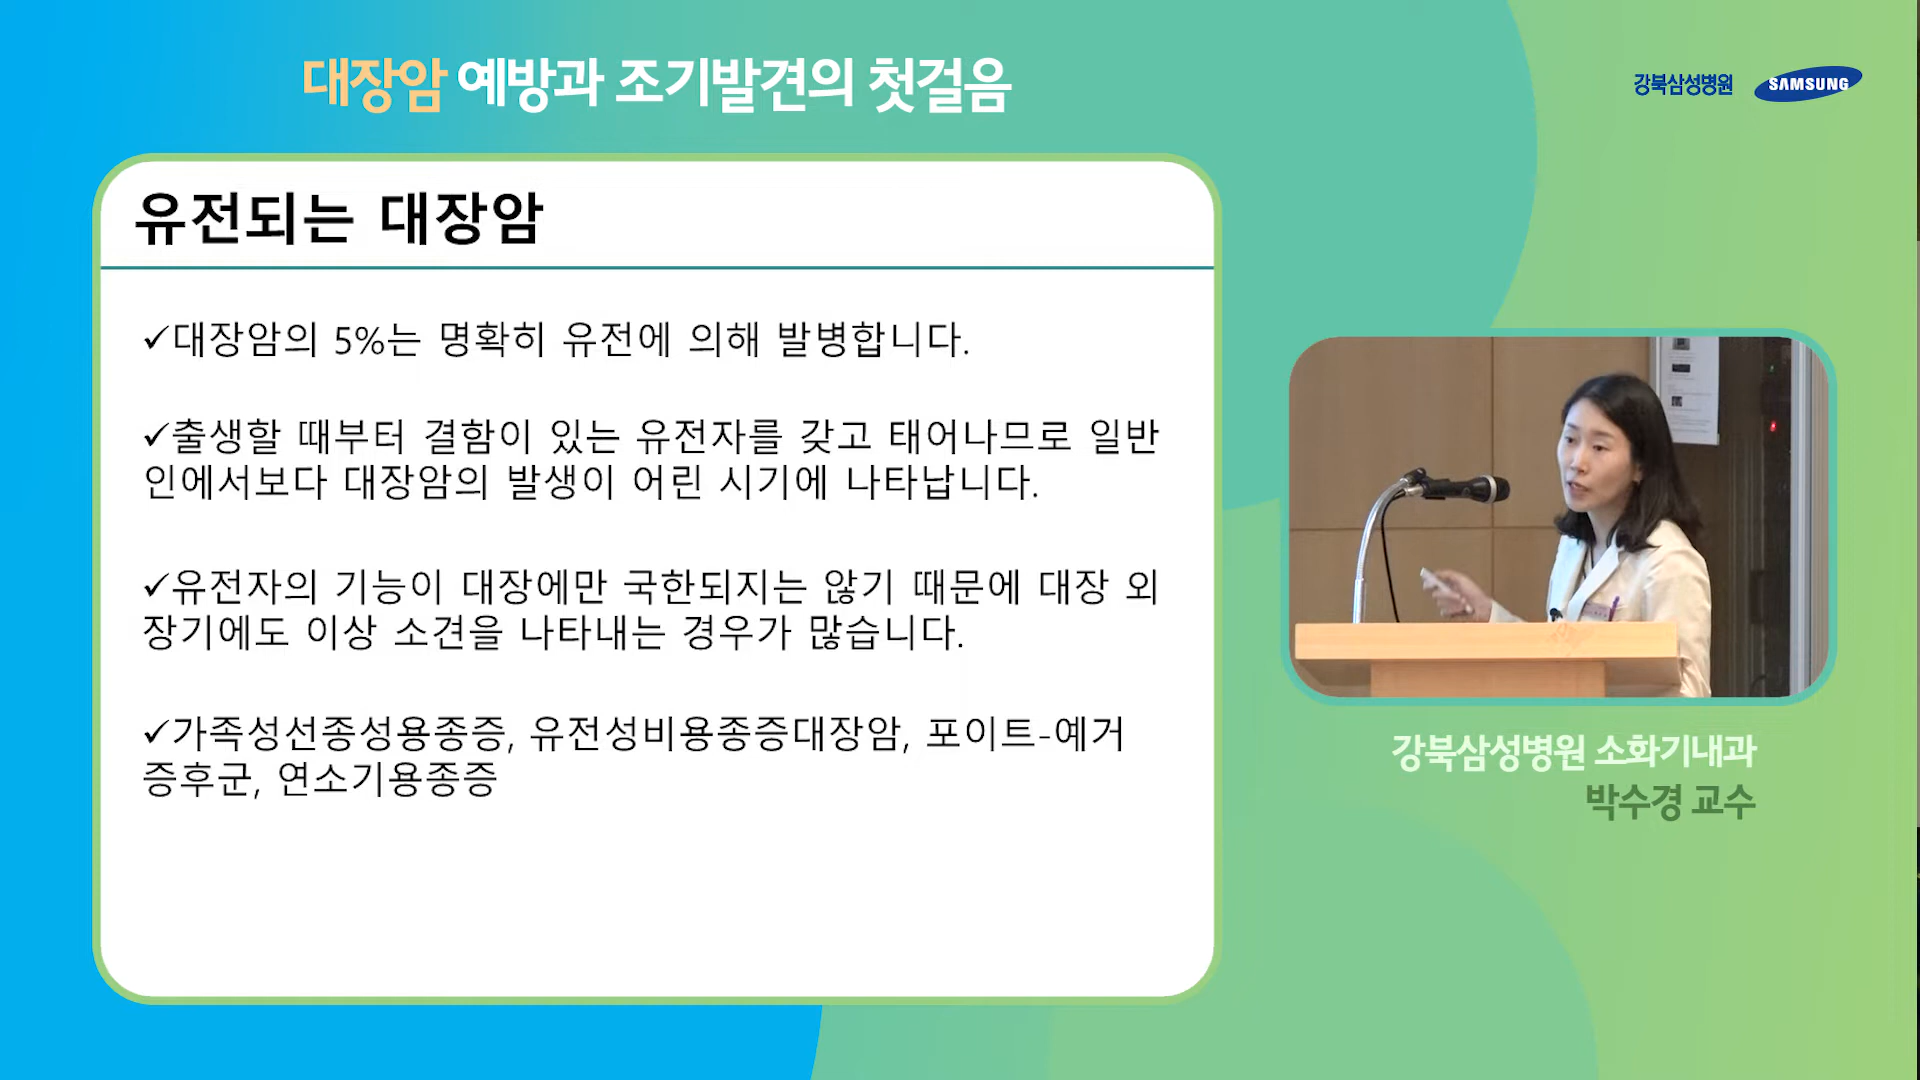 대장암 예방과 조기발견의 첫걸음
강북삼성병원 SAMSUNG
유전되는 대장암
✓대장암의 5%는 명확히 유전에 의해 발병합니다.
✓출생할 때부터 결함이 있는 유전자를 갖고 태어나므로 일반
인에서보다 대장암의 발생이 어린 시기에 나타납니다.
✓유전자의 기능이 대장에만 국한되지는 않기 때문에 대장 외
장기에도 이상 소견을 나타내는 경우가 많습니다.
✓가족성선종성용종증, 유전성비용종증대장암, 포이트-예거
증후군, 연소기용종증
강북삼성병원 소화기내과
박수경 교수